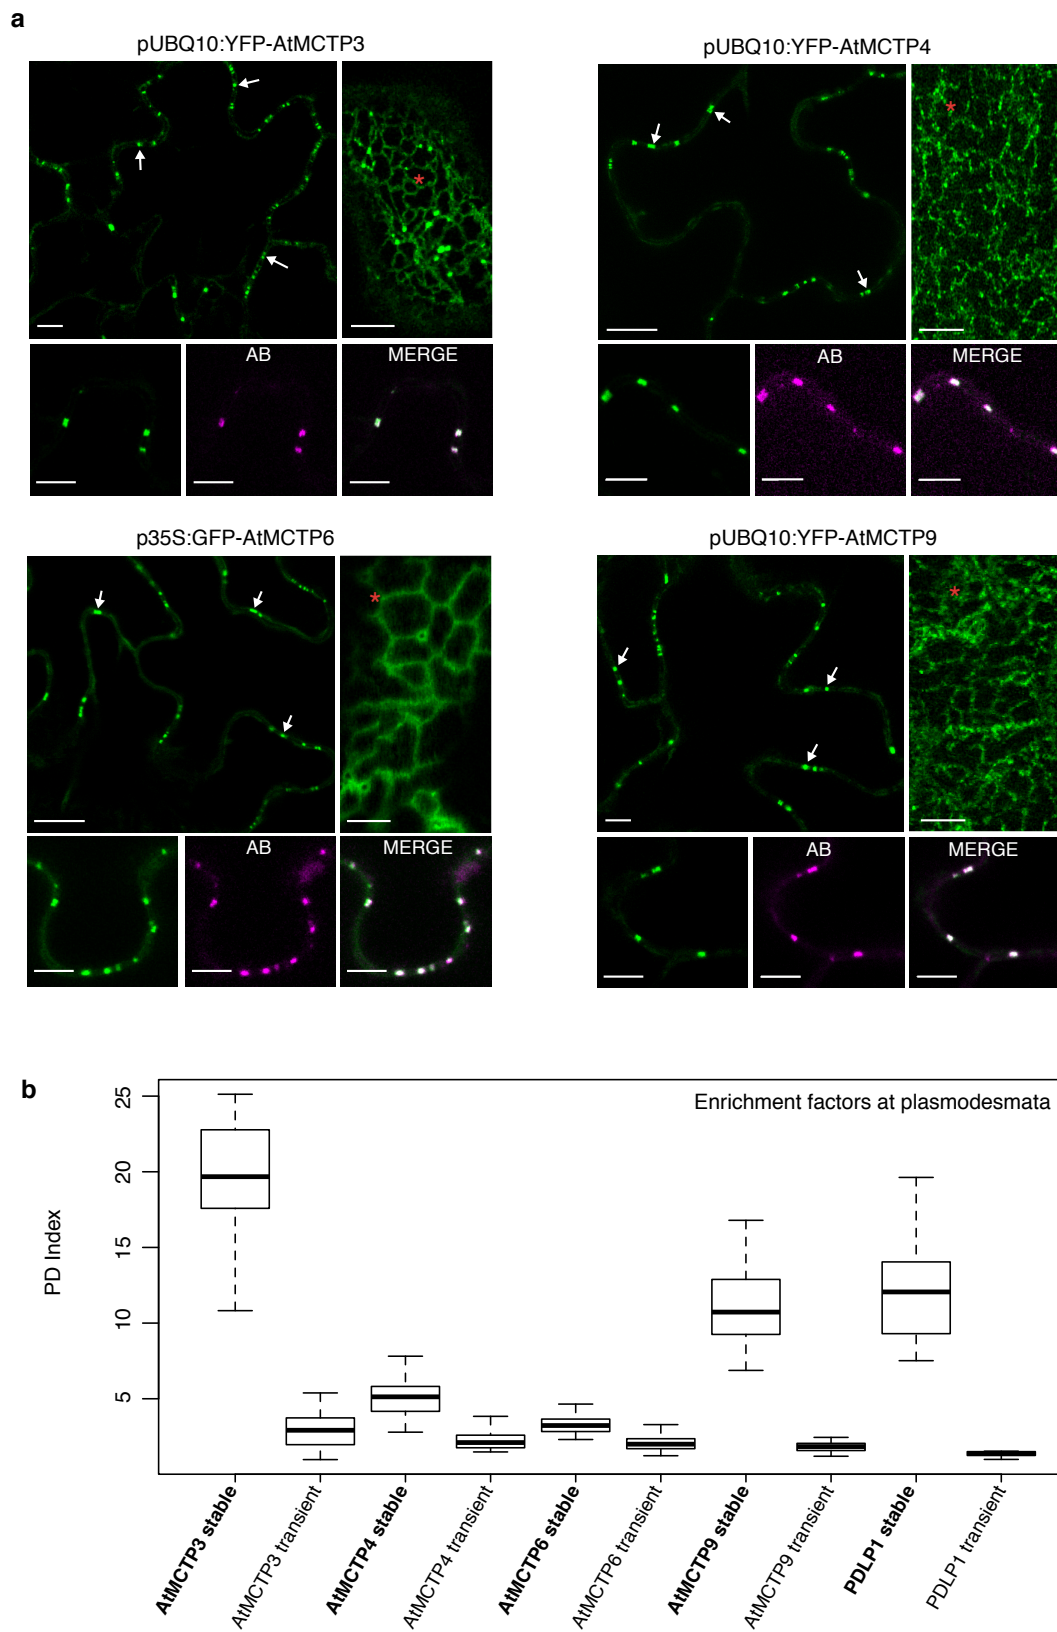 a
pUBQ10:YFP-AtMCTP3
pUBQ10:YFP-AtMCTP4
*
*
AB
MERGE
AB
MERGE
p35S:GFP-AtMCTP6
pUBQ10:YFP-AtMCTP9
*
*
AB
MERGE
AB
MERGE
b
Enrichment factors at plasmodesmata
PD Index
25
20
15
10
5
AtMCTP3 stable
AtMCTP3 transient
AtMCTP4 stable
AtMCTP4 transient
AtMCTP6 stable
AtMCTP6 transient
AtMCTP9 stable
AtMCTP9 transient
PDLP1 stable
PDLP1 transient